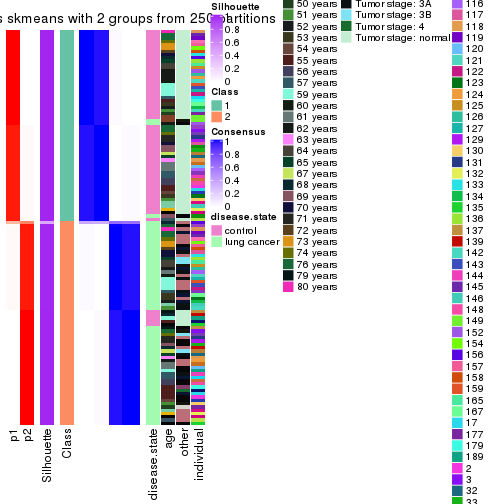 s skmeans with 2 groups from 250 partitions
Silhouette
1
0.8
0.6
0.4
0.2
0
Class
1
2
Consensus
1
0.8
0.6
0.4
0.2
0
disease.state
control
lung cancer
50 years
51 years
52 years
53 years
54 years
55 years
56 years
57 years
59 years
60 years
61 years
62 years
63 years
64 years
65 years
67 years
68 years
69 years
70 years
71 years
72 years
73 years
74 years
76 years
79 years
80 years
Tumor stage: 3A
Tumor stage: 3B
Tumor stage: 4
Tumor stage: normal
116
117
118
119
120
121
122
123
124
125
126
127
129
130
131
132
133
134
135
136
137
139
142
143
144
145
146
148
149
152
154
156
157
158
159
165
167
17
177
179
189
2
3
32
33
p1
p2
Silhouette
Class
disease.state
age
other
individual